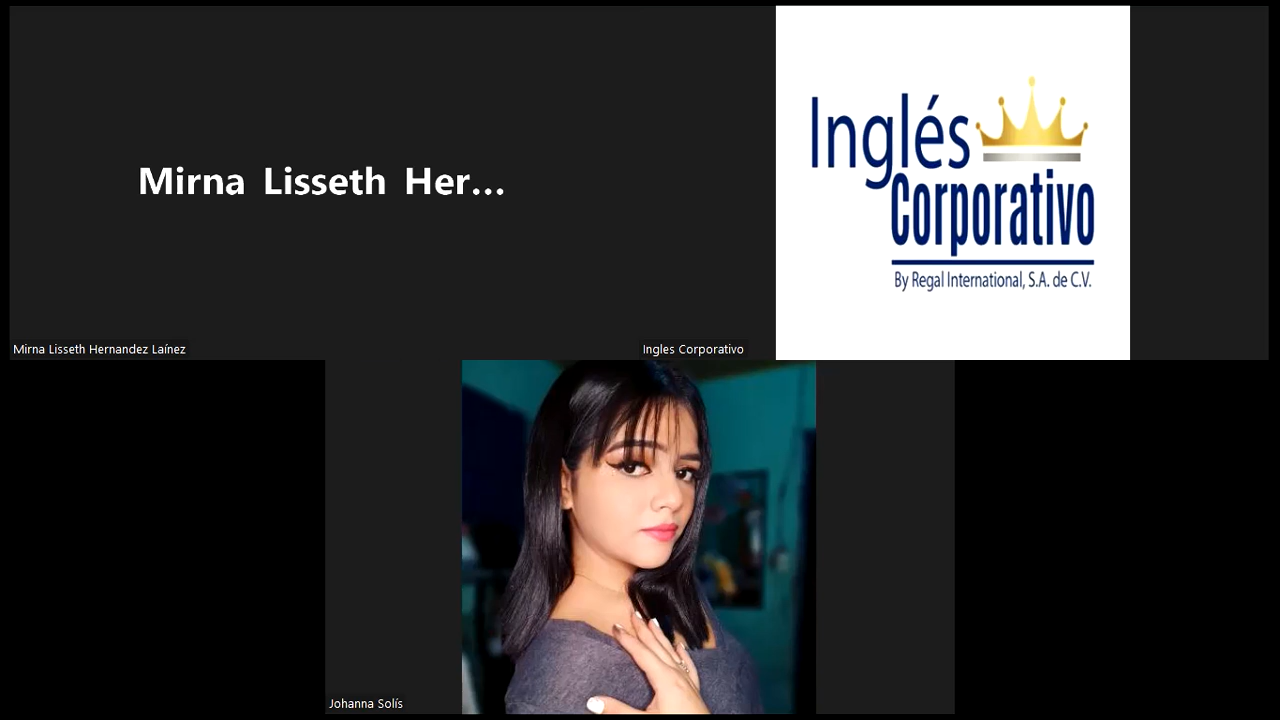 Mirna Lisseth Her...
Mirna Lisseth Hernandez Laínez
Inglés
Corporativo
By Regal International, S.A. de C.V.
Ingles Corporativo
Johanna Solís